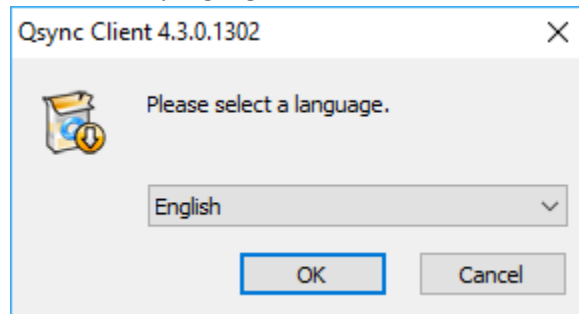 Qsync Client 4.3.0.1302
Please select a language.
English
OK
Cancel